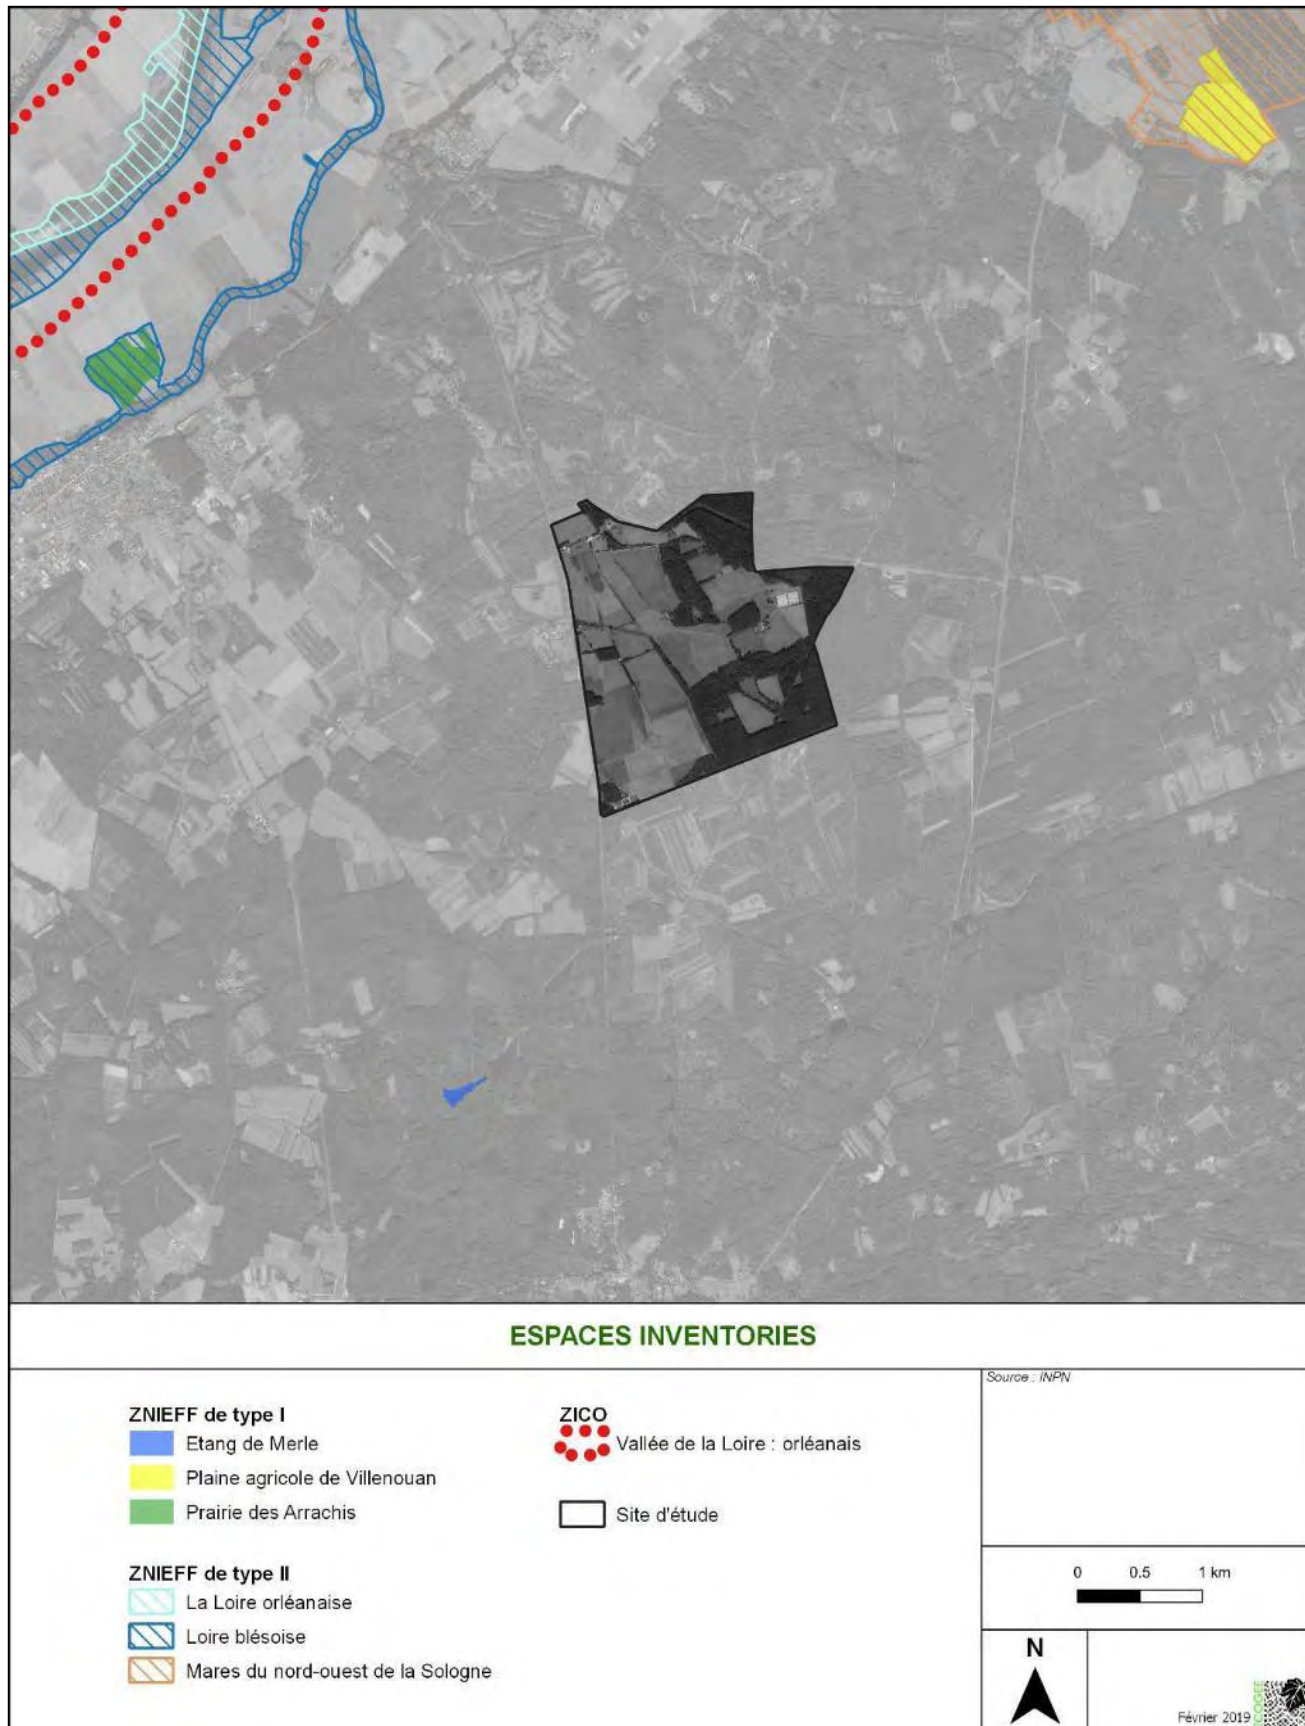 ESPACES INVENTORIES
ZNIEFF de type I
Etang de Merle
Plaine agricole de Villenouan
Prairie des Arrachis
ZNIEFF de type II
La Loire orléanaise
Loire blésoise
Mares du nord-ouest de la Sologne
ZICO
Vallée de la Loire : orléanais
Site d'étude
Source : INPN
0 0.5 1 km
N
Février 2019